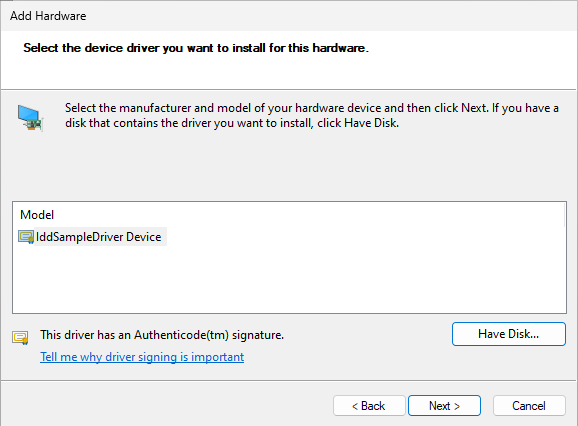 Add Hardware
Select the device driver you want to install for this hardware.
Select the manufacturer and model of your hardware device and then click Next. If you have a
disk that contains the driver you want to install, click Have Disk.
Model
IddSampleDriver Device
This driver has an Authenticode(tm) signature.
Have Disk...
Tell me why driver signing is important
< Back
Next >
Cancel